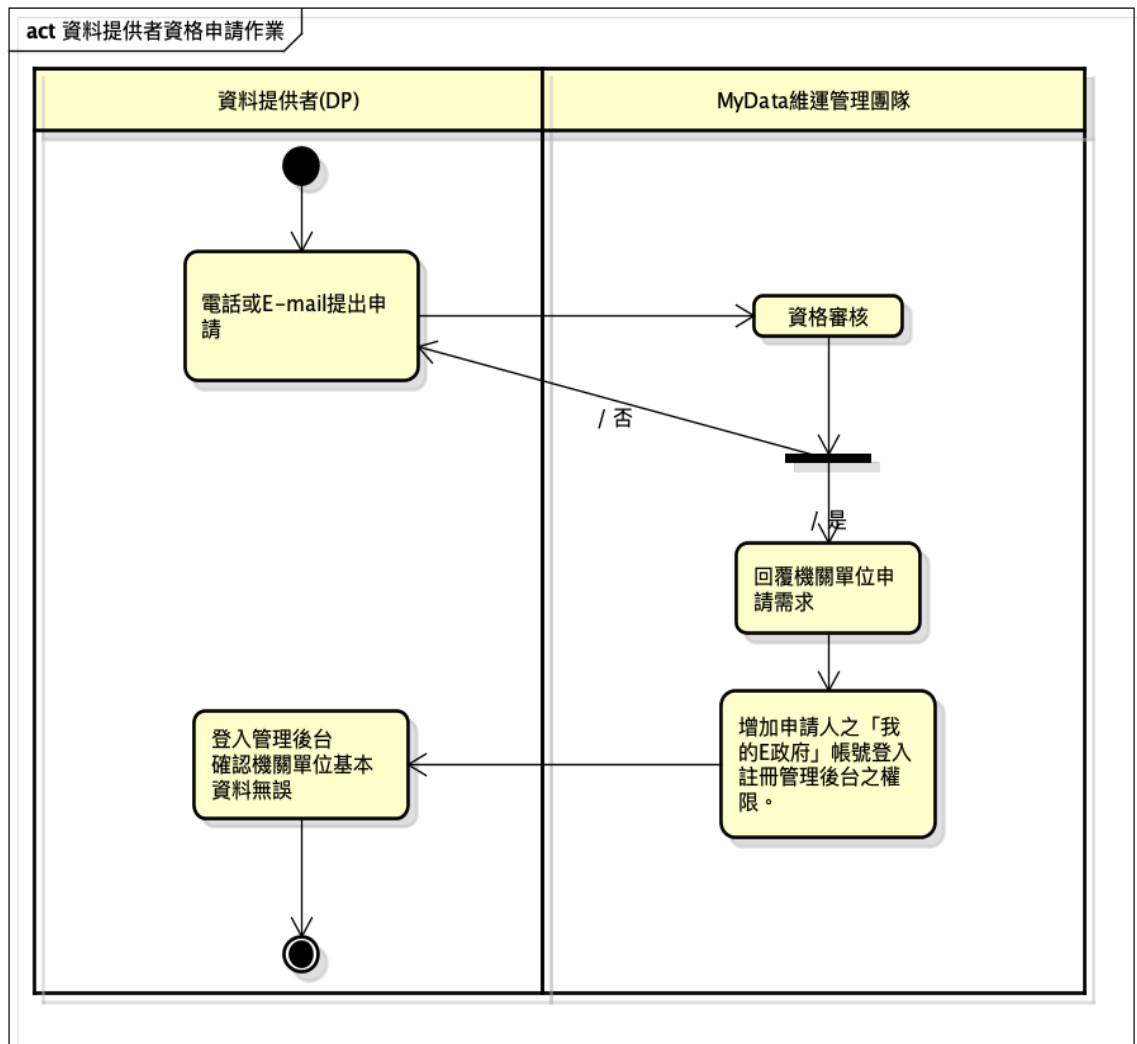 act 資料提供者資格申請作業
資料提供者(DP)
MyData維運管理團隊
電話或E-mail提出申
請
資格審核
/ 否
/ 是
回覆機關單位申
請需求
增加申請人之「我
的E政府」帳號登入
註冊管理後台之權
限。
登入管理後台
確認機關單位基本
資料無誤